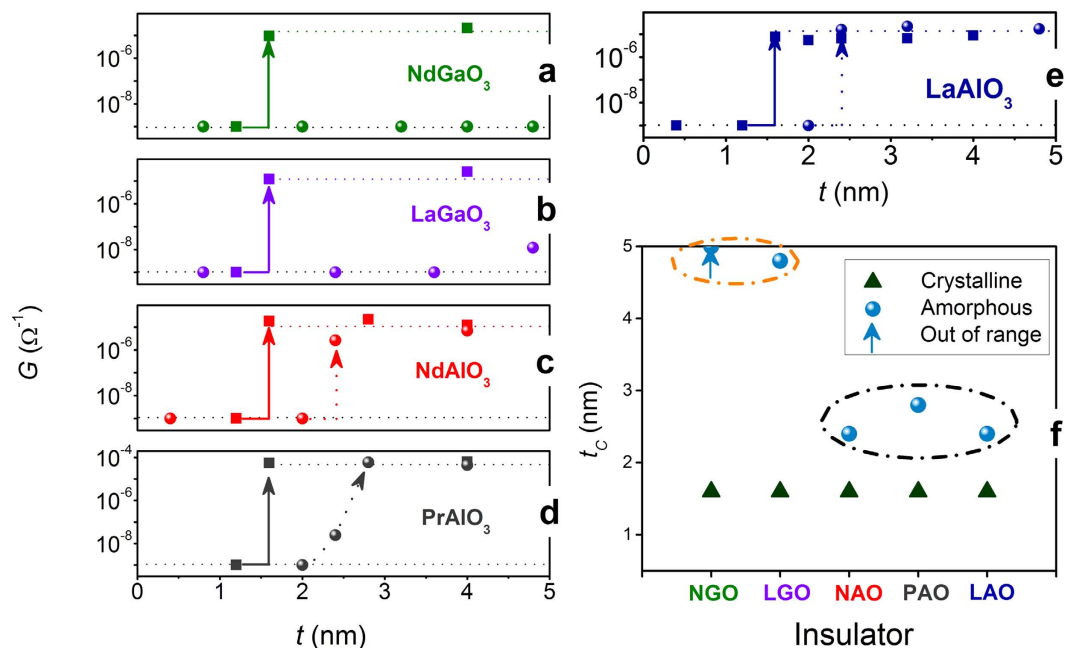 10⁻⁶
10⁻⁸
NdGaO₃
a
10⁻⁶
10⁻⁸
LaGaO₃
b
10⁻⁶
10⁻⁸
NdAlO₃
c
10⁻⁴
10⁻⁶
10⁻⁸
PrAlO₃
d
0 1 2 3 4 5
t (nm)
G (Ω⁻¹)
10⁻⁶
10⁻⁸
LaAlO₃
e
0 1 2 3 4 5
t (nm)
5
4
3
2
1
t_C (nm)
Crystalline
Amorphous
Out of range
f
NGO LGO NAO PAO LAO
Insulator